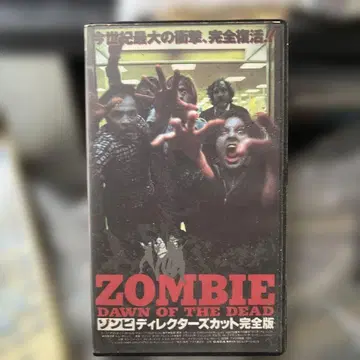 今世紀最大の衝撃、完全復活!!
ZOMBIE
DAWN OF THE DEAD
ゾンビ ディレクターズカット完全版